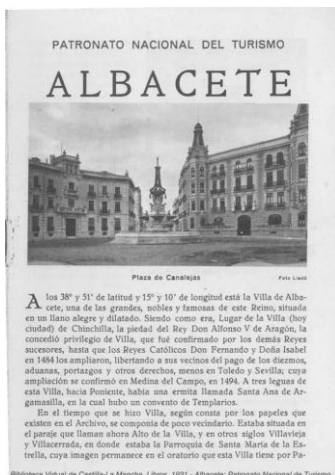 PATRONATO NACIONAL DEL TURISMO
ALBACETE
Plaza de Canalejas
Foto Lladó
A los 38° y 51' de latitud y 15° y 10' de longitud está la Villa de Alba-
cete, una de las grandes, nobles y famosas de este Reino, situada
en un llano alegre y dilatado. Siendo como era, Lugar de la Villa (hoy
ciudad) de Chinchilla, la piedad del Rey Don Alfonso V de Aragón, la
concedió privilegio de Villa, que fué confirmado por los demás Reyes
sucesores, hasta que los Reyes Católicos Don Fernando y Doña Isabel
en 1484 los ampliaron, libertando a sus vecinos del pago de los diezmos,
aduanas, portazgos y otros derechos, menos en Toledo y Sevilla; cuya
ampliación se confirmó en Medina del Campo, en 1494. A tres leguas de
esta Villa, hacia Poniente, había una ermita llamada Santa Ana de Ar-
gamasilla, en la cual hubo un convento de Templarios.
En el tiempo que se hizo Villa, según consta por los papeles que
existen en el Archivo, se componía de poco vecindario. Estaba situada en
el paraje que llaman ahora Alto de la Villa, y en otros siglos Villavieja
y Villacerrada, en donde estaba la Parroquia de Santa María de la Es-
trella, cuya imagen permanece en el oratorio que esta Villa tiene por Pa-
Biblioteca Virtual de Castilla-La Mancha. Libros. 1931 - Albacete: Patronato Nacional de Turismo